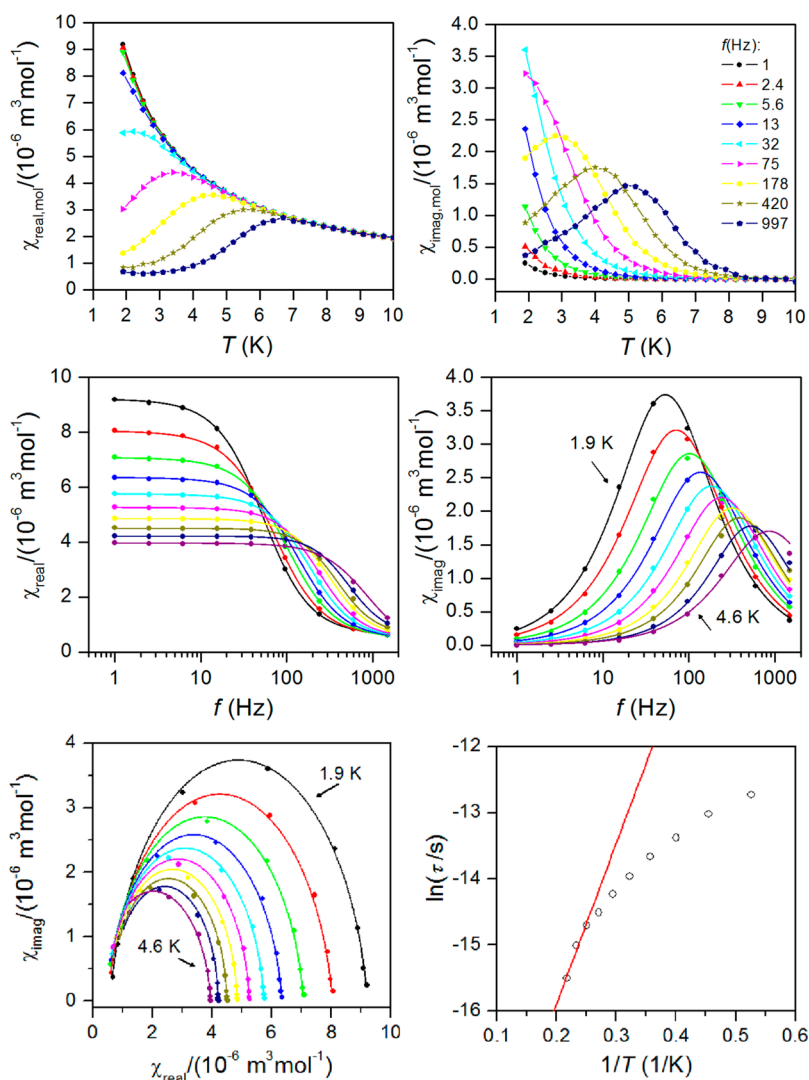 χreal,mol/(10⁻⁶ m³mol⁻¹)
10
9
8
7
6
5
4
3
2
1
0
1 2 3 4 5 6 7 8 9 10
T (K)
χimag,mol/(10⁻⁶ m³mol⁻¹)
4.0
3.5
3.0
2.5
2.0
1.5
1.0
0.5
0.0
1 2 3 4 5 6 7 8 9 10
T (K)
f(Hz):
1
2.4
5.6
13
32
75
178
420
997
χreal/(10⁻⁶ m³mol⁻¹)
10
8
6
4
2
0
1 10 100 1000
f (Hz)
χimag/(10⁻⁶ m³mol⁻¹)
4.0
3.5
3.0
2.5
2.0
1.5
1.0
0.5
0.0
1.9 K
4.6 K
1 10 100 1000
f (Hz)
χimag/(10⁻⁶ m³mol⁻¹)
4
3
2
1
0
1.9 K
4.6 K
0 2 4 6 8 10
χreal/(10⁻⁶ m³mol⁻¹)
ln(τ /s)
-12
-13
-14
-15
-16
0.1 0.2 0.3 0.4 0.5 0.6
1/T (1/K)